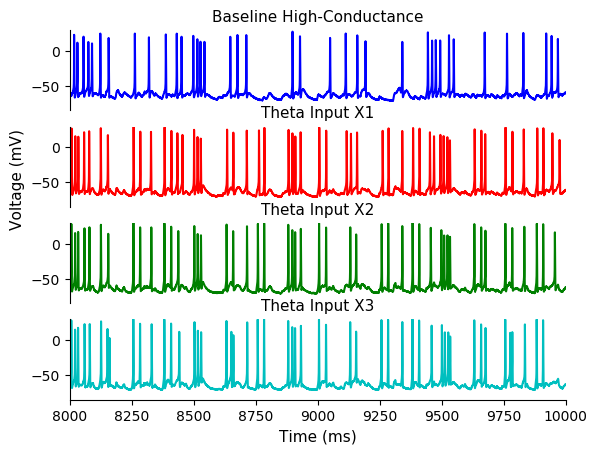 Baseline High-Conductance
0
−50
Theta Input X1
0
−50
Theta Input X2
0
−50
Theta Input X3
0
−50
Voltage (mV)
8000 8250 8500 8750 9000 9250 9500 9750 10000
Time (ms)